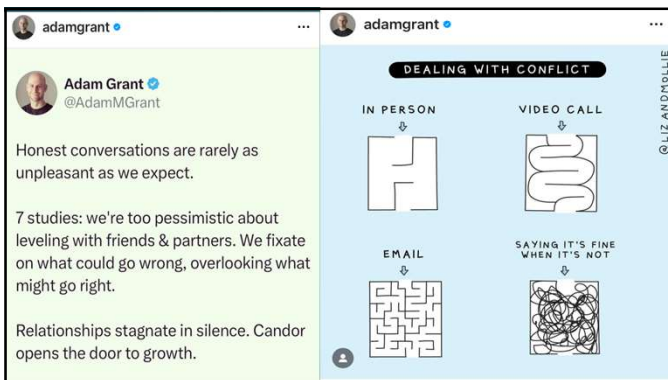 adamgrant
...
Adam Grant
@AdamMGrant
Honest conversations are rarely as
unpleasant as we expect.
7 studies: we're too pessimistic about
leveling with friends & partners. We fixate
on what could go wrong, overlooking what
might go right.
Relationships stagnate in silence. Candor
opens the door to growth.
adamgrant
...
DEALING WITH CONFLICT
@LIZANDMOLLIE
IN PERSON
VIDEO CALL
EMAIL
SAYING IT'S FINE
WHEN IT'S NOT